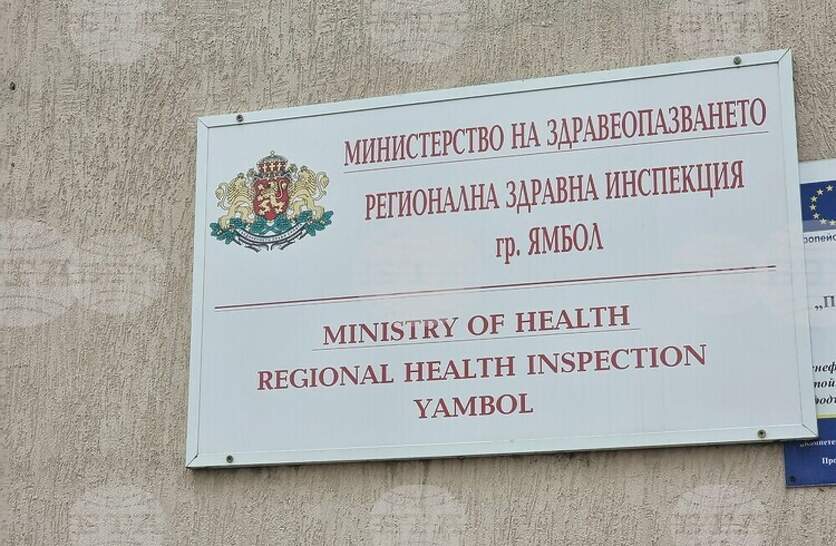 МИНИСТЕРСТВО НА ЗДРАВЕОПАЗВАНЕТО
РЕГИОНАЛНА ЗДРАВНА ИНСПЕКЦИЯ
гр. ЯМБОЛ
MINISTRY OF HEALTH
REGIONAL HEALTH INSPECTION
YAMBOL